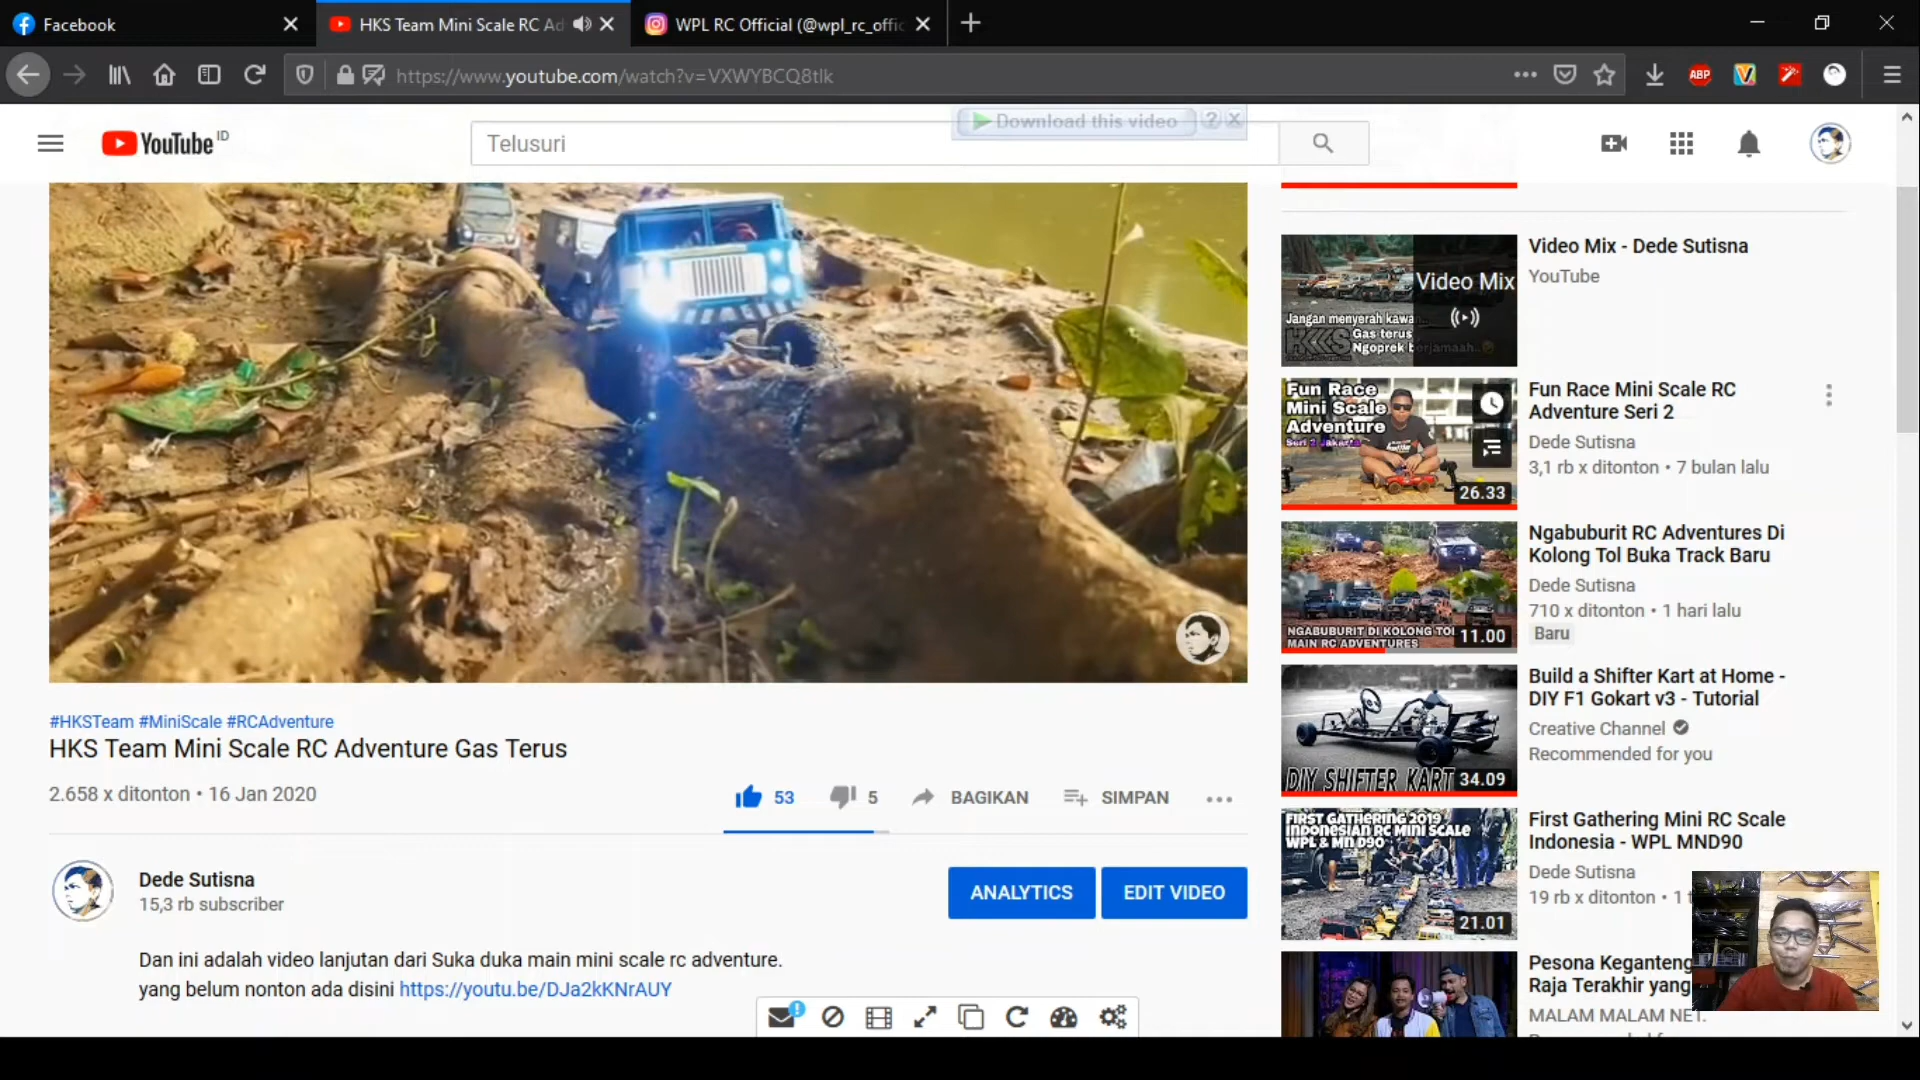 Facebook
HKS Team Mini Scale RC Ad
WPL RC Official (@wpl_rc_offic
https://www.youtube.com/watch?v=VXWYBCQ8tlk
ABP
YouTube ID
Telusuri
Download this video
?
#HKSTeam #MiniScale #RCAdventure
HKS Team Mini Scale RC Adventure Gas Terus
2.658 x ditonton • 16 Jan 2020
53
5
BAGIKAN
SIMPAN
Dede Sutisna
15,3 rb subscriber
ANALYTICS
EDIT VIDEO
Dan ini adalah video lanjutan dari Suka duka main mini scale rc adventure.
yang belum nonton ada disini https://youtu.be/DJa2kKNrAUY
Video Mix
Jangan menyerah kawa
HKS
Gas terus
Ngoprek berjamaah..
Video Mix - Dede Sutisna
YouTube
Fun Race
Mini Scale
Adventure
Seri 2 Jakarta
26.33
Fun Race Mini Scale RC
Adventure Seri 2
Dede Sutisna
3,1 rb x ditonton • 7 bulan lalu
NGABUBURIT DI KOLONG TOL
MAIN RC ADVENTURES
11.00
Ngabuburit RC Adventures Di
Kolong Tol Buka Track Baru
Dede Sutisna
710 x ditonton • 1 hari lalu
Baru
DIY SHIFTER KART
34.09
Build a Shifter Kart at Home -
DIY F1 Gokart v3 - Tutorial
Creative Channel
Recommended for you
FIRST GATHERING 2019
INDONESIAN RC MINI SCALE
WPL & MN D90
21.01
First Gathering Mini RC Scale
Indonesia - WPL MND90
Dede Sutisna
19 rb x ditonton • 1 t
Pesona Keganteng
Raja Terakhir yang
MALAM MALAM NET.